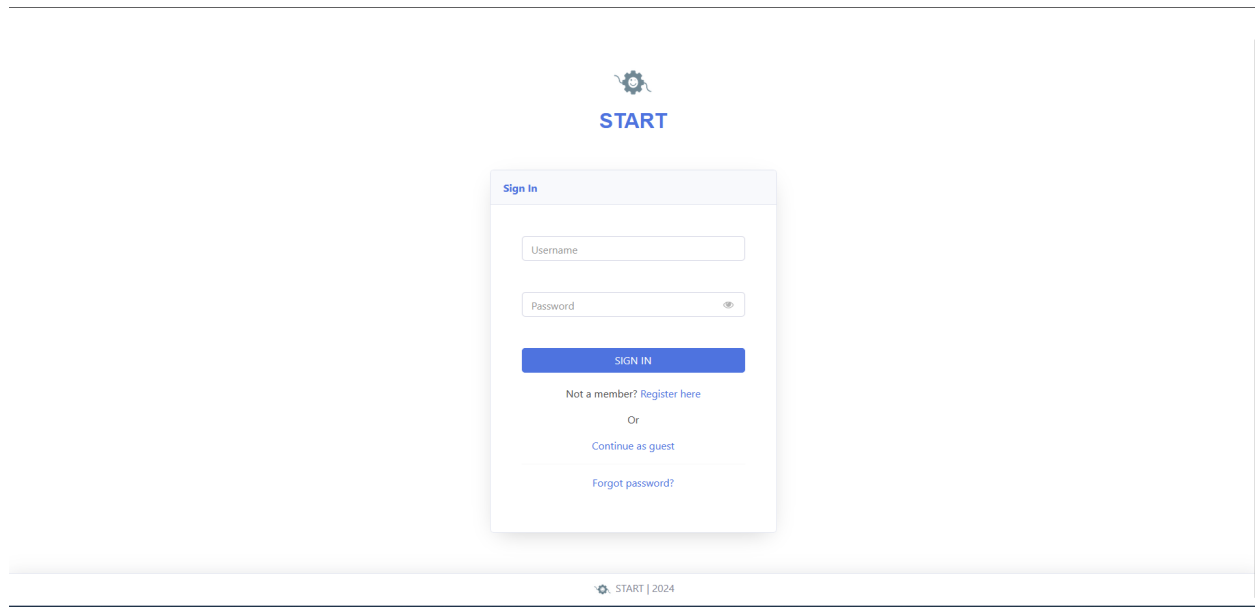 START
Sign In
Username
Password
SIGN IN
Not a member? Register here
Or
Continue as guest
Forgot password?
START | 2024